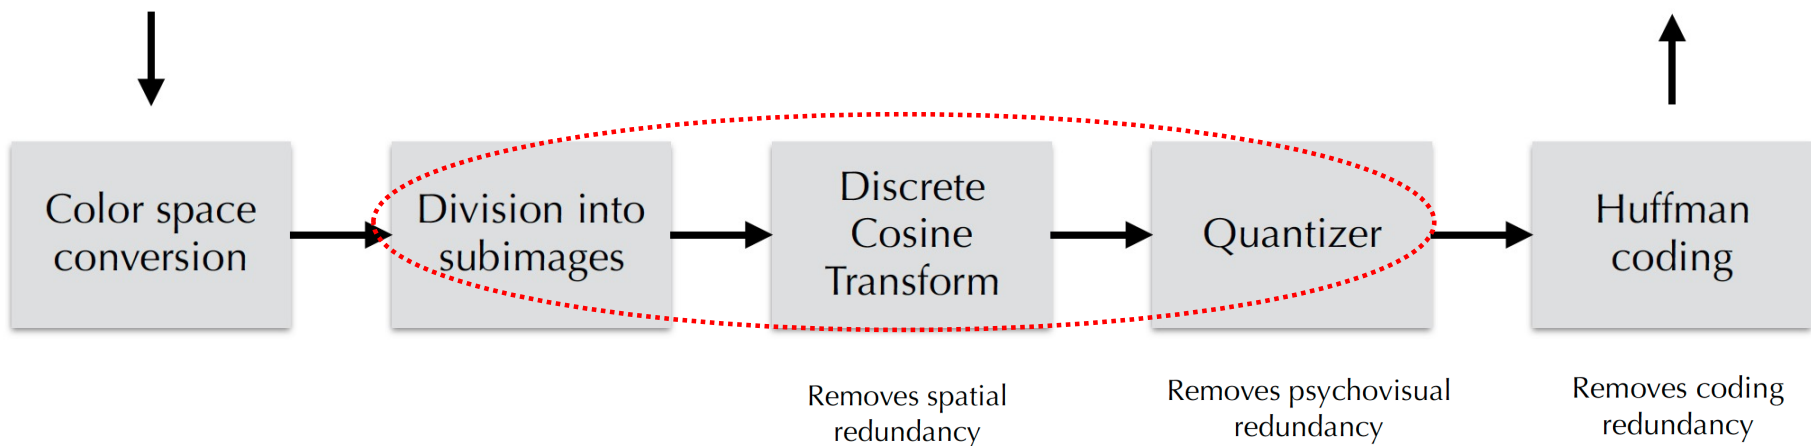 Color space
conversion
Division into
subimages
Discrete
Cosine
Transform
Quantizer
Huffman
coding
Removes spatial
redundancy
Removes psychovisual
redundancy
Removes coding
redundancy